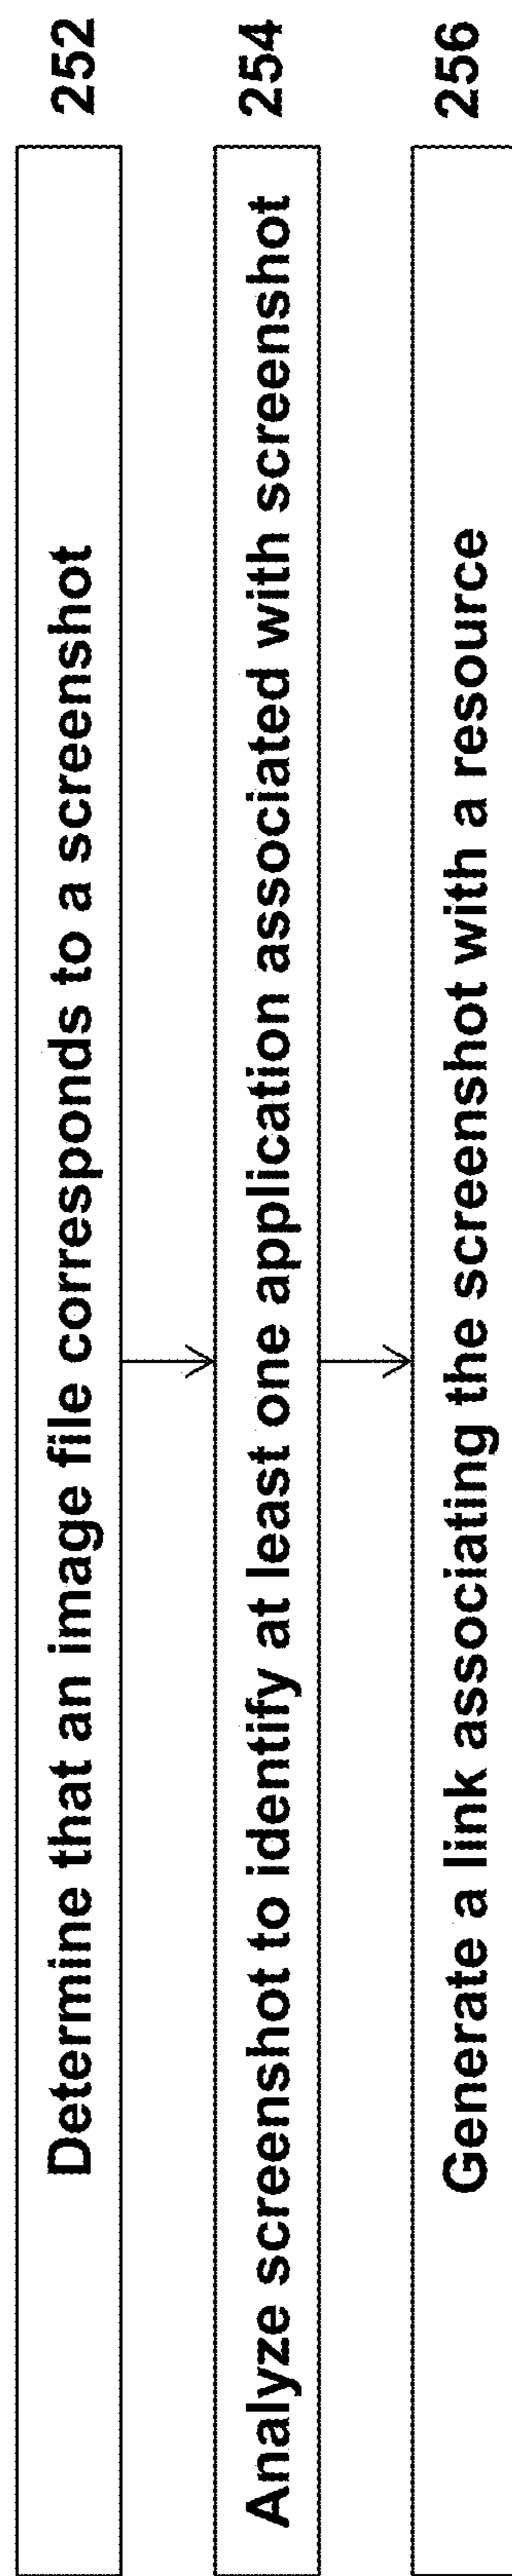 Determine that an image file corresponds to a screenshot 252
Analyze screenshot to identify at least one application associated with screenshot 254
Generate a link associating the screenshot with a resource 256